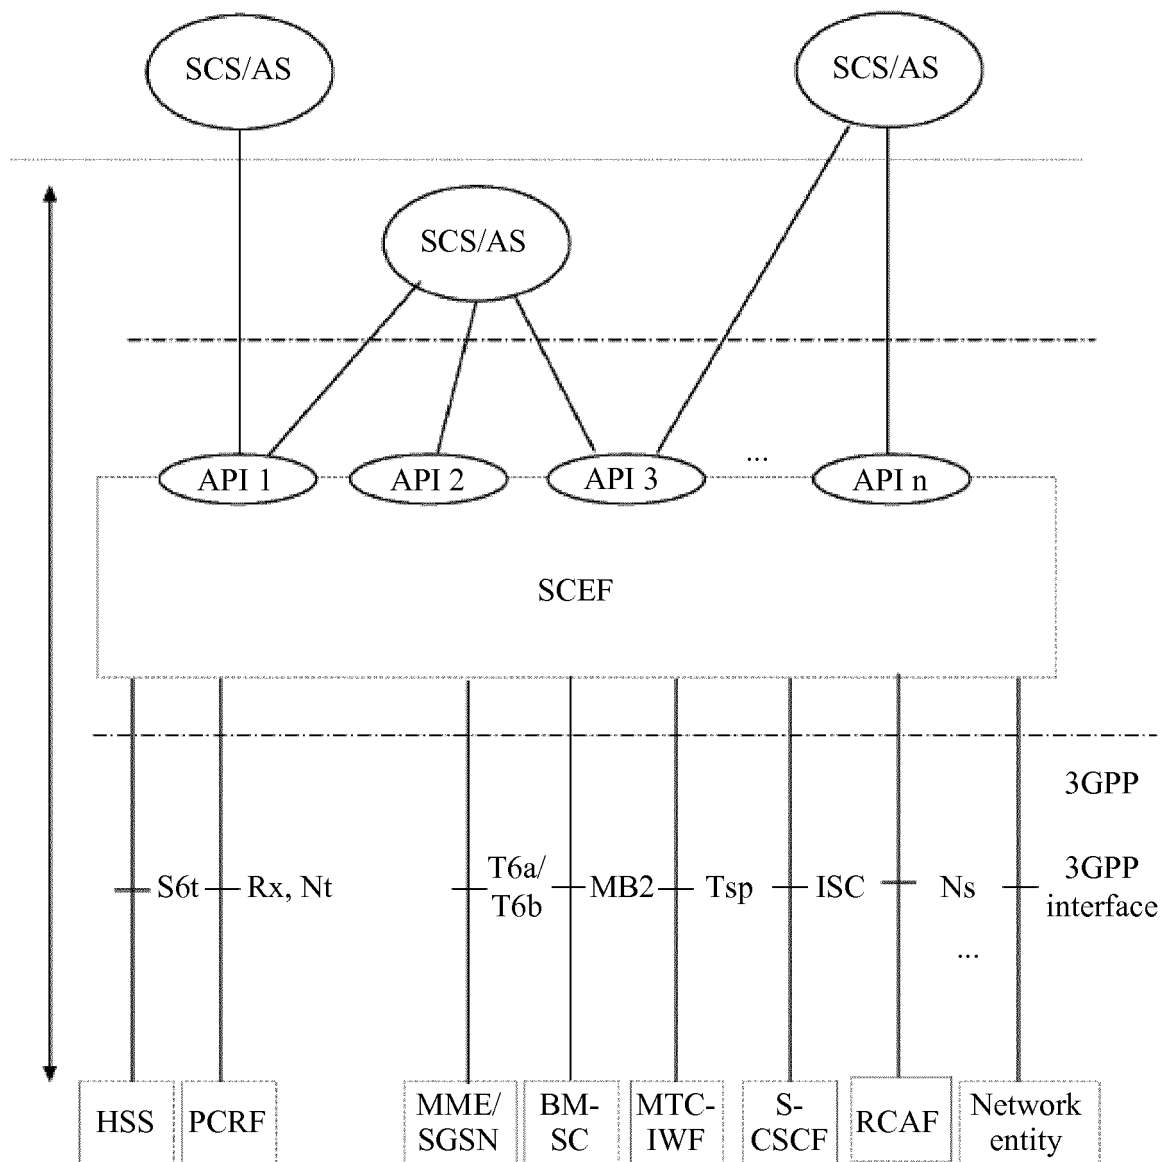 SCS/AS
SCS/AS
SCS/AS
API 1
API 2
API 3
...
API n
SCEF
3GPP
S6t
Rx, Nt
T6a/
T6b
MB2
Tsp
ISC
Ns
3GPP
interface
...
HSS
PCRF
MME/
SGSN
BM-
SC
MTC-
IWF
S-
CSCF
RCAF
Network
entity